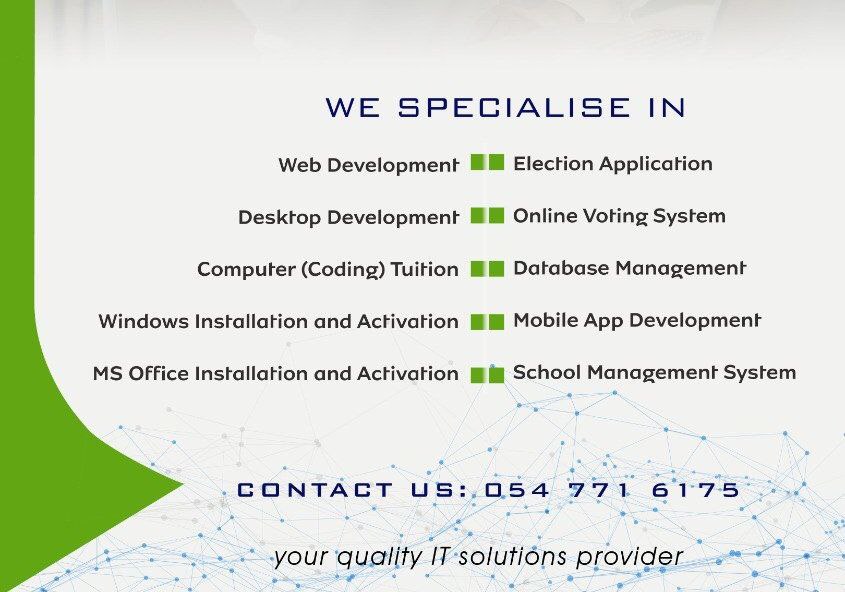 WE SPECIALISE IN
Web Development
Election Application
Desktop Development
Online Voting System
Computer (Coding) Tuition
Database Management
Windows Installation and Activation
Mobile App Development
MS Office Installation and Activation
School Management System
CONTACT US: 054 771 6175
your quality IT solutions provider